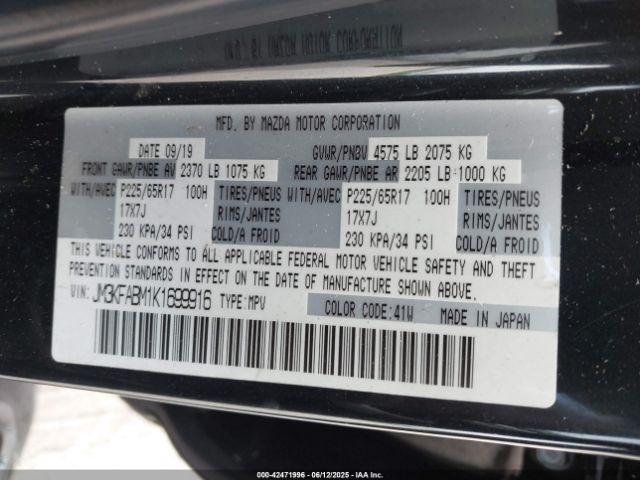 MFD. BY MAZDA MOTOR CORPORATION
DATE 09/19 GVWR/PNBV 4575 LB 2075 KG
FRONT GAWR/PNBE AV 2370 LB 1075 KG REAR GAWR/PNBE AR 2205 LB 1000 KG
WITH/AVEC P225/65R17 100H TIRES/PNEUS WITH/AVEC P225/65R17 100H TIRES/PNEUS
17X7J RIMS/JANTES 17X7J RIMS/JANTES
230 KPA/34 PSI COLD/A FROID 230 KPA/34 PSI COLD/A FROID
THIS VEHICLE CONFORMS TO ALL APPLICABLE FEDERAL MOTOR VEHICLE SAFETY AND THEFT
PREVENTION STANDARDS IN EFFECT ON THE DATE OF MANUFACTURE SHOWN ABOVE.
VIN: JM3KFABM1K1699916 TYPE: MPV COLOR CODE: 41W MADE IN JAPAN
00-42471996 - 06/12/2025 - © IAA Holdings, LLC